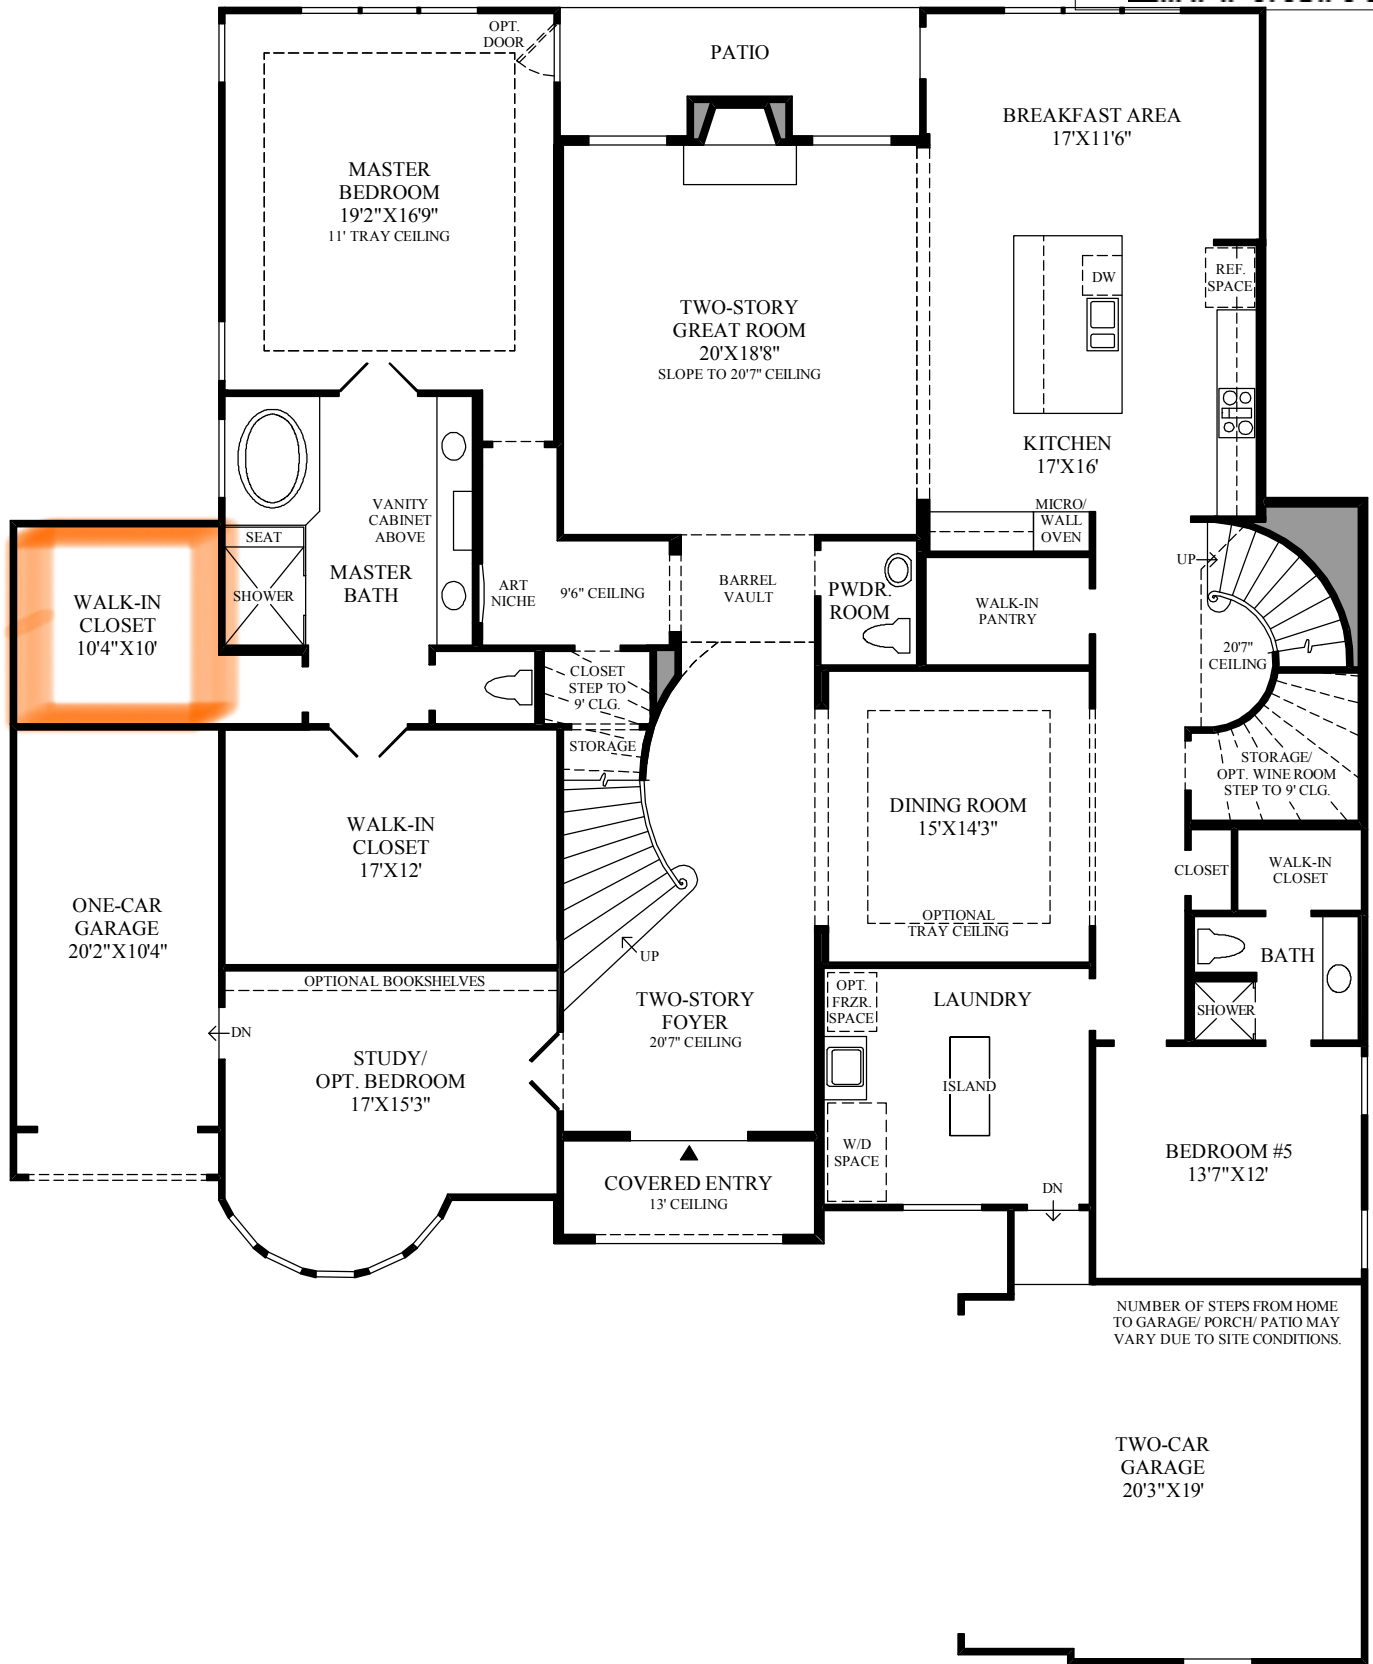 OPT.
DOOR
PATIO
BREAKFAST AREA
17'X11'6"
MASTER
BEDROOM
19'2"X16'9"
11' TRAY CEILING
REF.
SPACE
DW
TWO-STORY
GREAT ROOM
20'X18'8"
SLOPE TO 20'7" CEILING
KITCHEN
17'X16'
VANITY
CABINET
ABOVE
MICRO/
WALL
OVEN
SEAT
SHOWER
MASTER
BATH
WALK-IN
CLOSET
10'4"X10'
ART
NICHE
9'6" CEILING
BARREL
VAULT
PWDR.
ROOM
WALK-IN
PANTRY
UP
20'7"
CEILING
CLOSET
STEP TO
9' CLG.
STORAGE
STORAGE/
OPT. WINE ROOM
STEP TO 9' CLG.
WALK-IN
CLOSET
17'X12'
DINING ROOM
15'X14'3"
OPTIONAL
TRAY CEILING
CLOSET
WALK-IN
CLOSET
ONE-CAR
GARAGE
20'2"X10'4"
UP
BATH
SHOWER
OPTIONAL BOOKSHELVES
OPT.
FRZR.
SPACE
LAUNDRY
TWO-STORY
FOYER
20'7" CEILING
DN
STUDY/
OPT. BEDROOM
17'X15'3"
ISLAND
W/D
SPACE
BEDROOM #5
13'7"X12'
COVERED ENTRY
13' CEILING
DN
NUMBER OF STEPS FROM HOME
TO GARAGE/ PORCH/ PATIO MAY
VARY DUE TO SITE CONDITIONS.
TWO-CAR
GARAGE
20'3"X19'